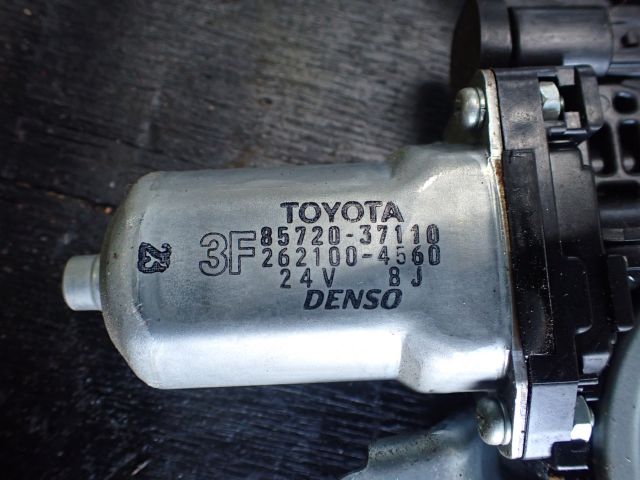 TOYOTA
3F 85720-37110
262100-4560
24V 8J
DENSO